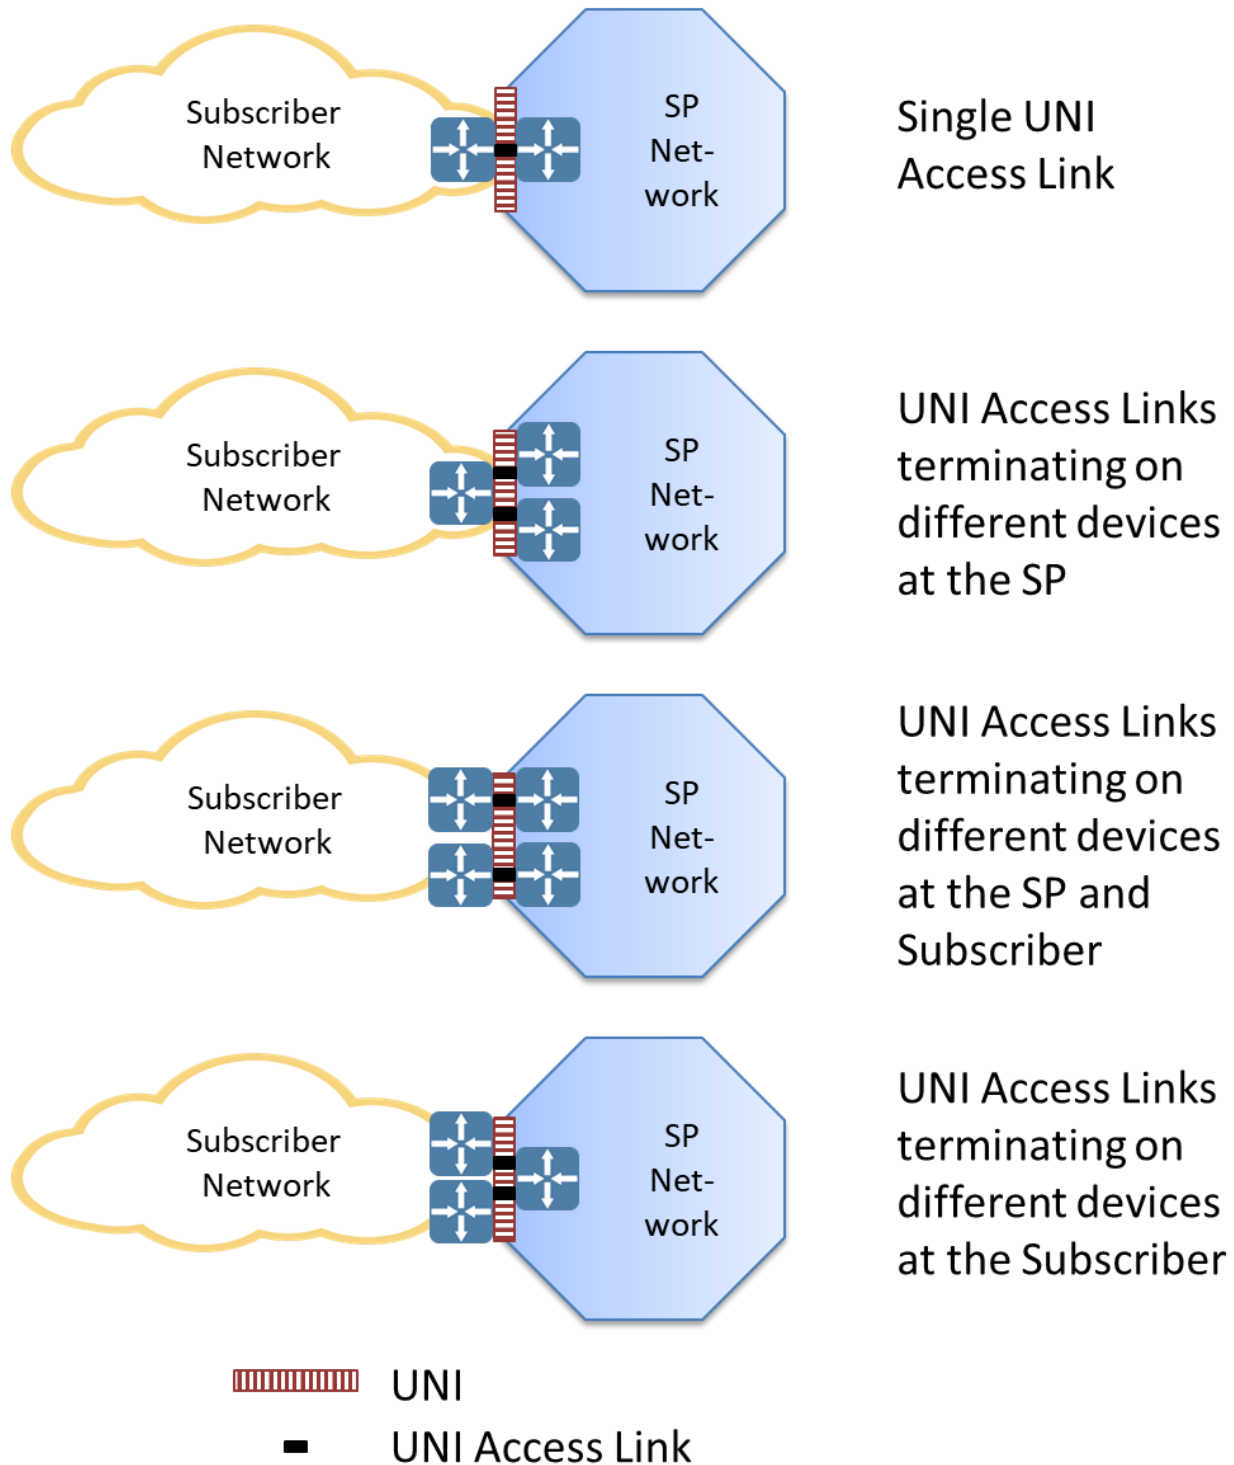 Subscriber
Network
SP
Net-
work
Single UNI
Access Link
Subscriber
Network
SP
Net-
work
UNI Access Links
terminating on
different devices
at the SP
Subscriber
Network
SP
Net-
work
UNI Access Links
terminating on
different devices
at the SP and
Subscriber
Subscriber
Network
SP
Net-
work
UNI Access Links
terminating on
different devices
at the Subscriber
UNI
UNI Access Link